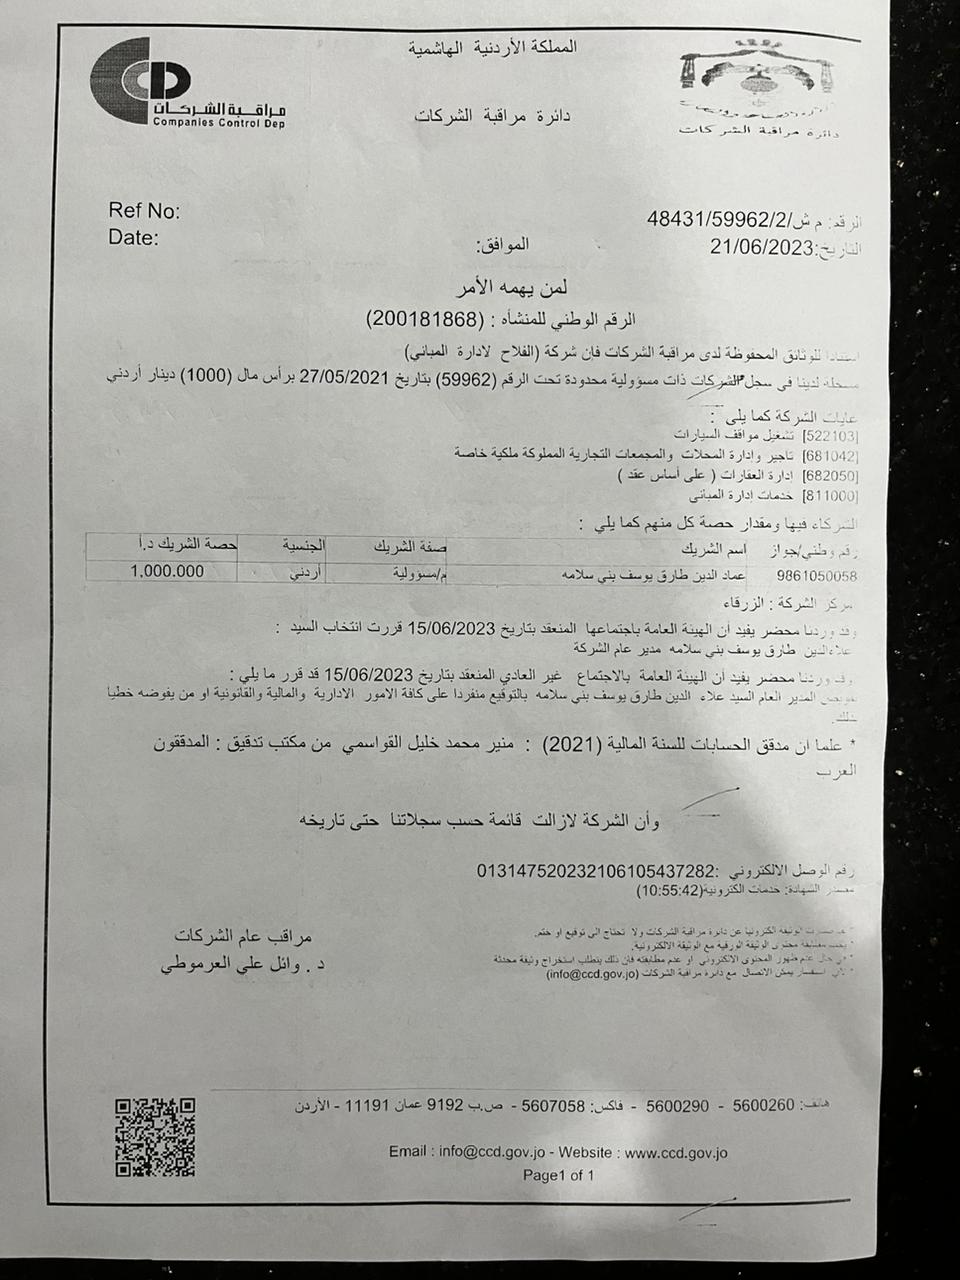 المملكة الأردنية الهاشمية
دائرة مراقبة الشركات
مراقبة الشركات
Companies Control Dep
دائرة مراقبة الشركات
Ref No:
Date:
الرقم: م ش/2/59962/48431
التاريخ:21/06/2023
الموافق:
لمن يهمه الأمر
الرقم الوطني للمنشأه : (200181868)
استنادا للوثائق المحفوظة لدى مراقبة الشركات فإن شركة (الفلاح لادارة المباني)
مسجلة لدينا في سجل الشركات ذات مسؤولية محدودة تحت الرقم (59962) بتاريخ 27/05/2021 برأس مال (1000) دينار أردني
غايات الشركة كما يلي :
[522103] تشغيل مواقف السيارات
[681042] تاجير وإدارة المحلات والمجمعات التجارية المملوكة ملكية خاصة
[682050] إدارة العقارات ( على أساس عقد )
[811000] خدمات إدارة المباني
الشركاء فيها ومقدار حصة كل منهم كما يلي :
رقم وطني/جواز اسم الشريك صفة الشريك الجنسية حصة الشريك د.أ
9861050058 عماد الدين طارق يوسف بني سلامه م/مسؤولية أردني 1,000.000
مركز الشركة : الزرقاء
وقد وردنا محضر يفيد أن الهيئة العامة باجتماعها المنعقد بتاريخ 15/06/2023 قررت انتخاب السيد :
علاءالدين طارق يوسف بني سلامه مدير عام الشركة
وقد وردنا محضر يفيد أن الهيئة العامة بالاجتماع غير العادي المنعقد بتاريخ 15/06/2023 قد قرر ما يلي :
تفويض المدير العام السيد علاء الدين طارق يوسف بني سلامه بالتوقيع منفردا على كافة الامور الادارية والمالية والقانونية او من يفوضه خطيا
بذلك.
* علما ان مدقق الحسابات للسنة المالية (2021) : منير محمد خليل القواسمي من مكتب تدقيق : المدققون
العرب
وأن الشركة لازالت قائمة حسب سجلاتنا حتى تاريخه
رقم الوصل الالكتروني :013147520232106105437282
مصدر الشهادة: خدمات الكترونية(10:55:42)
مراقب عام الشركات
د . وائل علي العرموطي
* صدرت الوثيقة الكترونيا عن دائرة مراقبة الشركات ولا تحتاج الى توقيع او ختم.
* يجب مطابقة محتوى الوثيقة الورقية مع الوثيقة الالكترونية.
* في حال عدم ظهور المحتوى الالكتروني او عدم مطابقته فإن ذلك يتطلب استخراج وثيقة محدثة
* لأي استفسار يمكن الاتصال مع دائرة مراقبة الشركات (info@ccd.gov.jo)
هاتف: 5600260 - 5600290 - فاكس: 5607058 - ص.ب 9192 عمان 11191 - الأردن
Email : info@ccd.gov.jo - Website : www.ccd.gov.jo
Page1 of 1